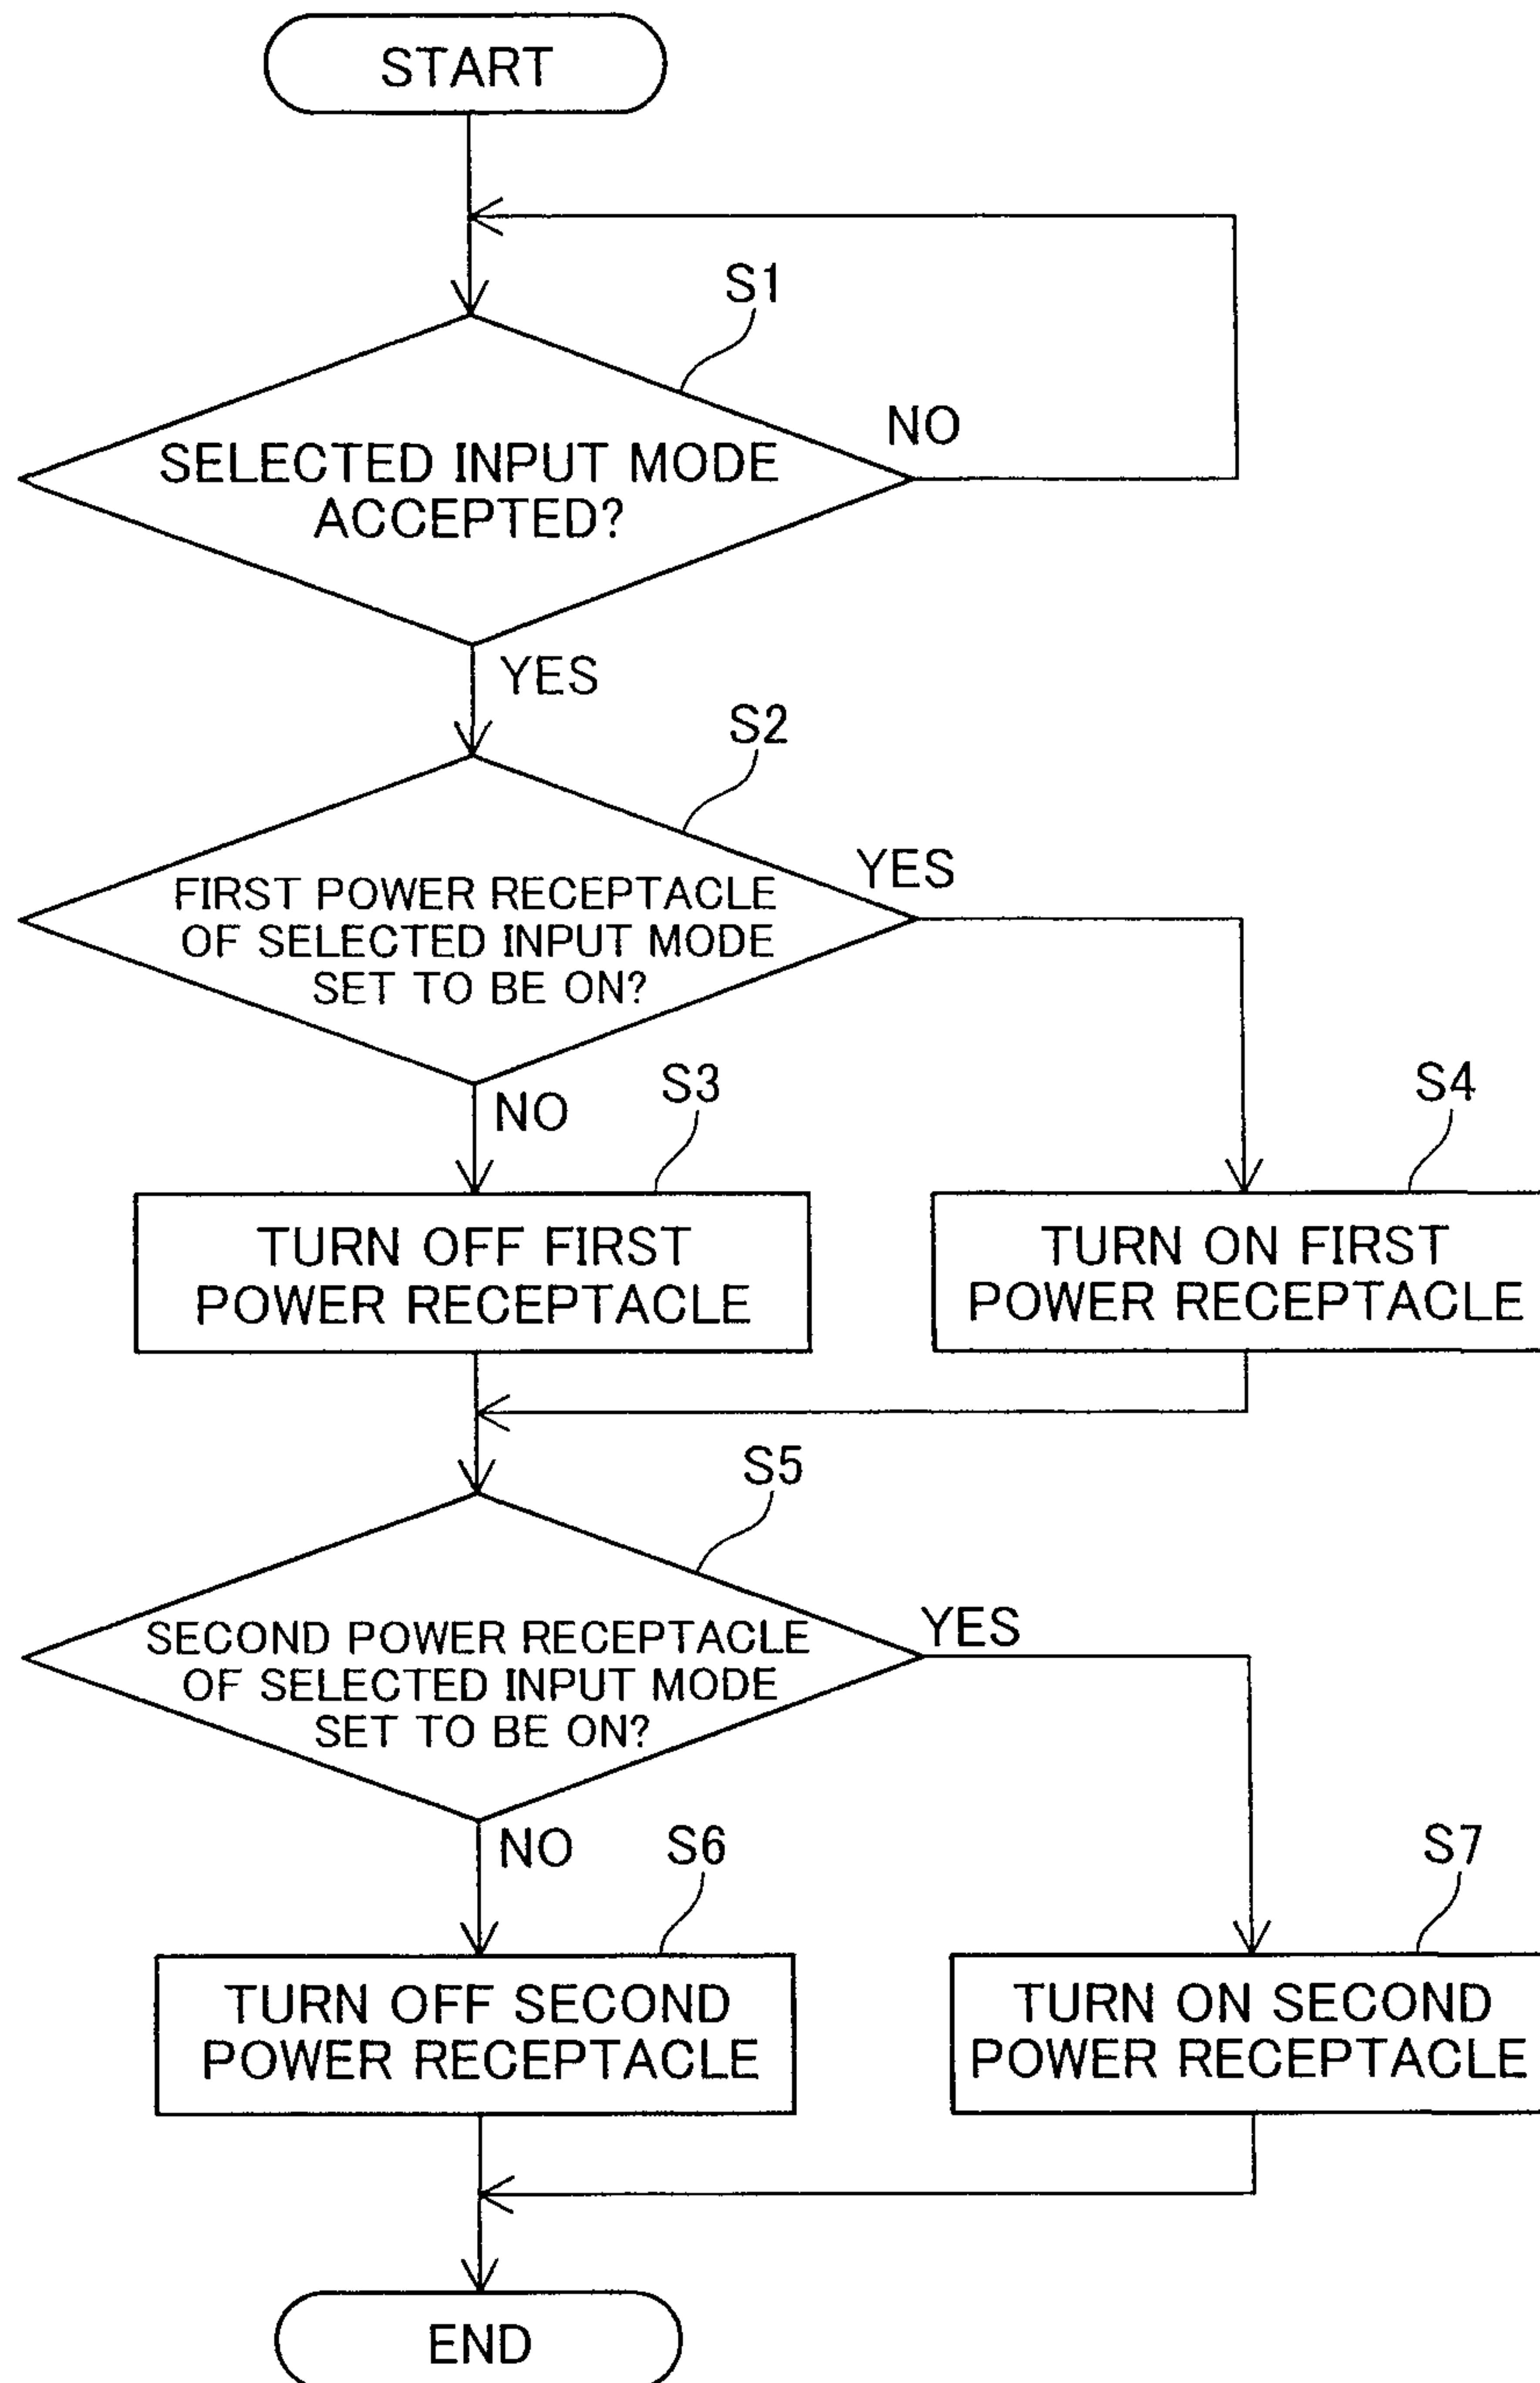 START
S1
NO
SELECTED INPUT MODE
ACCEPTED?
YES
S2
YES
FIRST POWER RECEPTACLE
OF SELECTED INPUT MODE
SET TO BE ON?
NO
S3
S4
TURN OFF FIRST
POWER RECEPTACLE
TURN ON FIRST
POWER RECEPTACLE
S5
YES
SECOND POWER RECEPTACLE
OF SELECTED INPUT MODE
SET TO BE ON?
NO
S6
S7
TURN OFF SECOND
POWER RECEPTACLE
TURN ON SECOND
POWER RECEPTACLE
END